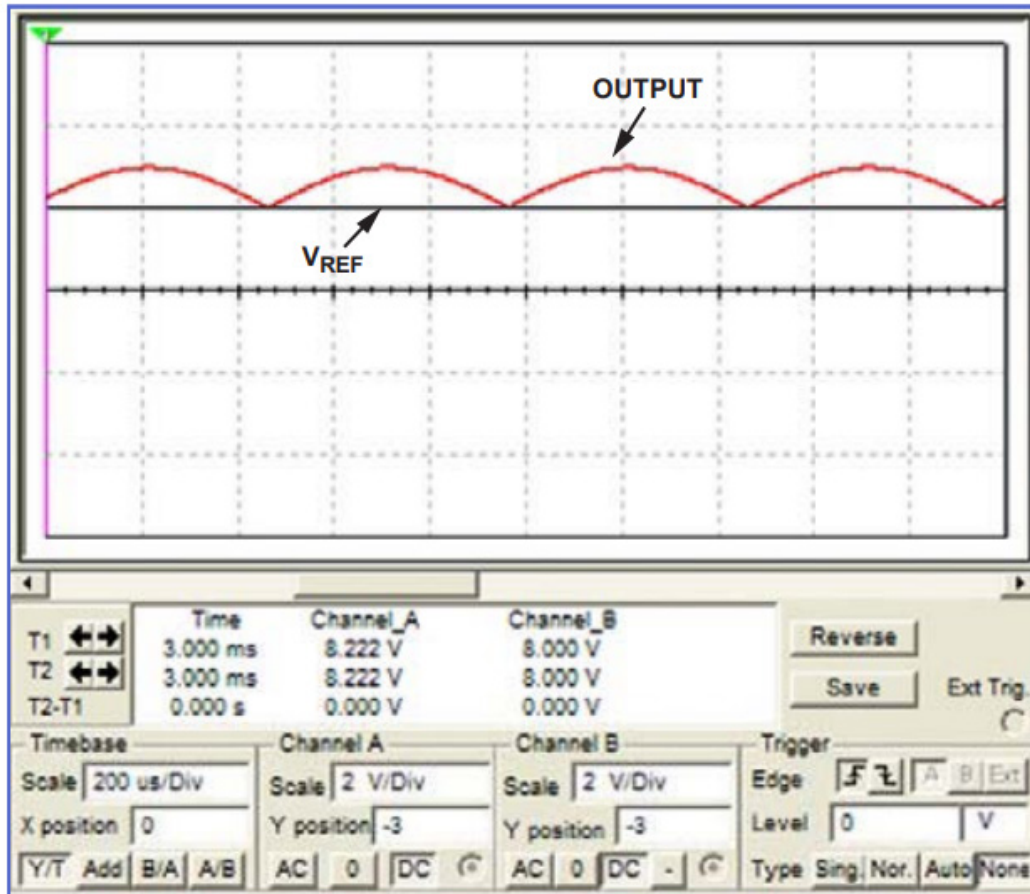 OUTPUT
VREF
Time Channel_A Channel_B
T1 3.000 ms 8.222 V 8.000 V
T2 3.000 ms 8.222 V 8.000 V
T2-T1 0.000 s 0.000 V 0.000 V
Reverse
Save
Ext Trig.
Timebase Channel A Channel B Trigger
Scale 200 us/Div Scale 2 V/Div Scale 2 V/Div Edge A B Ext
X position 0 Y position -3 Y position -3 Level 0 V
Y/T Add B/A A/B AC 0 DC AC 0 DC - Type Sing. Nor. Auto None